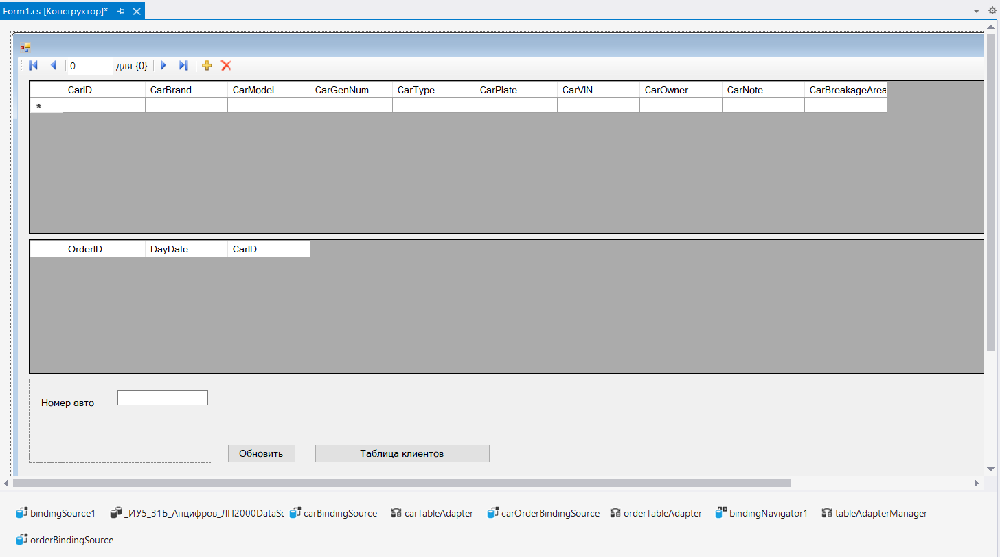 Form1.cs [Конструктор]*
0 для {0}
CarID CarBrand CarModel CarGenNum CarType CarPlate CarVIN CarOwner CarNote CarBreakageArea
*
OrderID DayDate CarID
Номер авто
Обновить Таблица клиентов
bindingSource1 _ИУ5_31Б_Анцифров_ЛП2000DataSe carBindingSource carTableAdapter carOrderBindingSource orderTableAdapter bindingNavigator1 tableAdapterManager
orderBindingSource